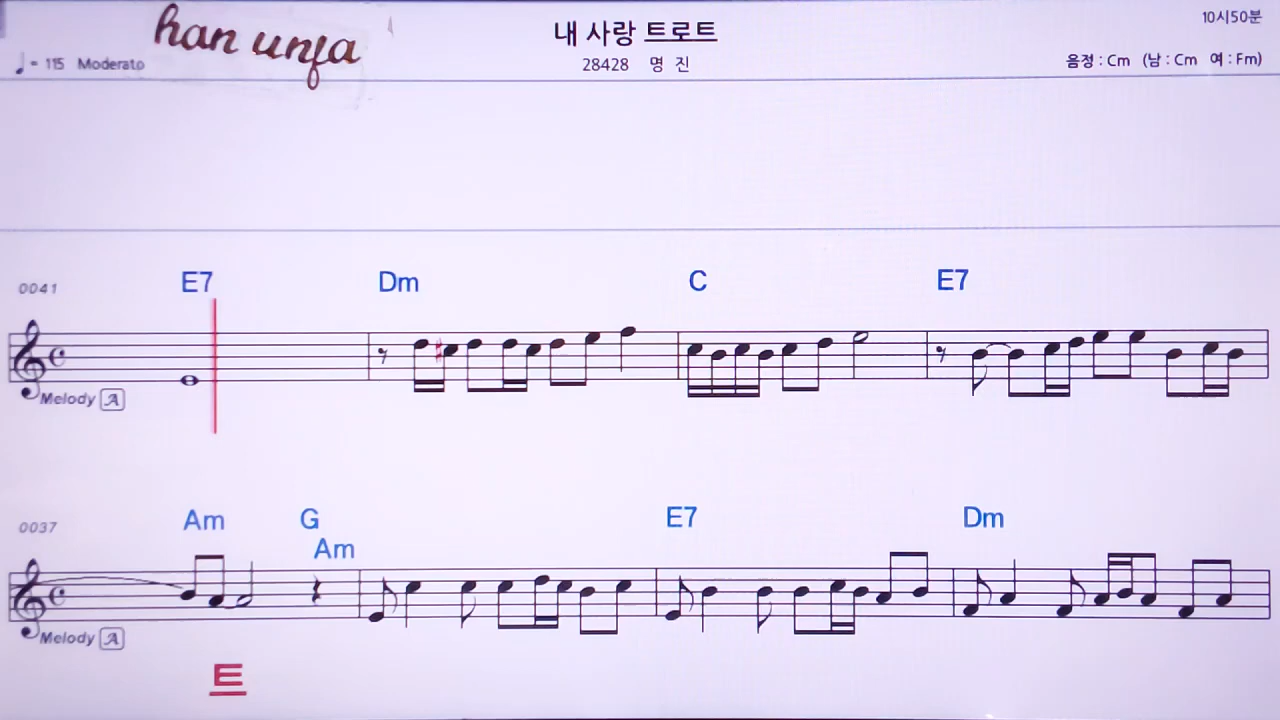 han unfa
내 사랑 트로트
10시50분
♩= 115 Moderato
28428 명 진
음정 : Cm (남 : Cm 여 : Fm)
0041 E7 Dm C E7
Melody A
0037 Am G Am E7 Dm
Melody A
트